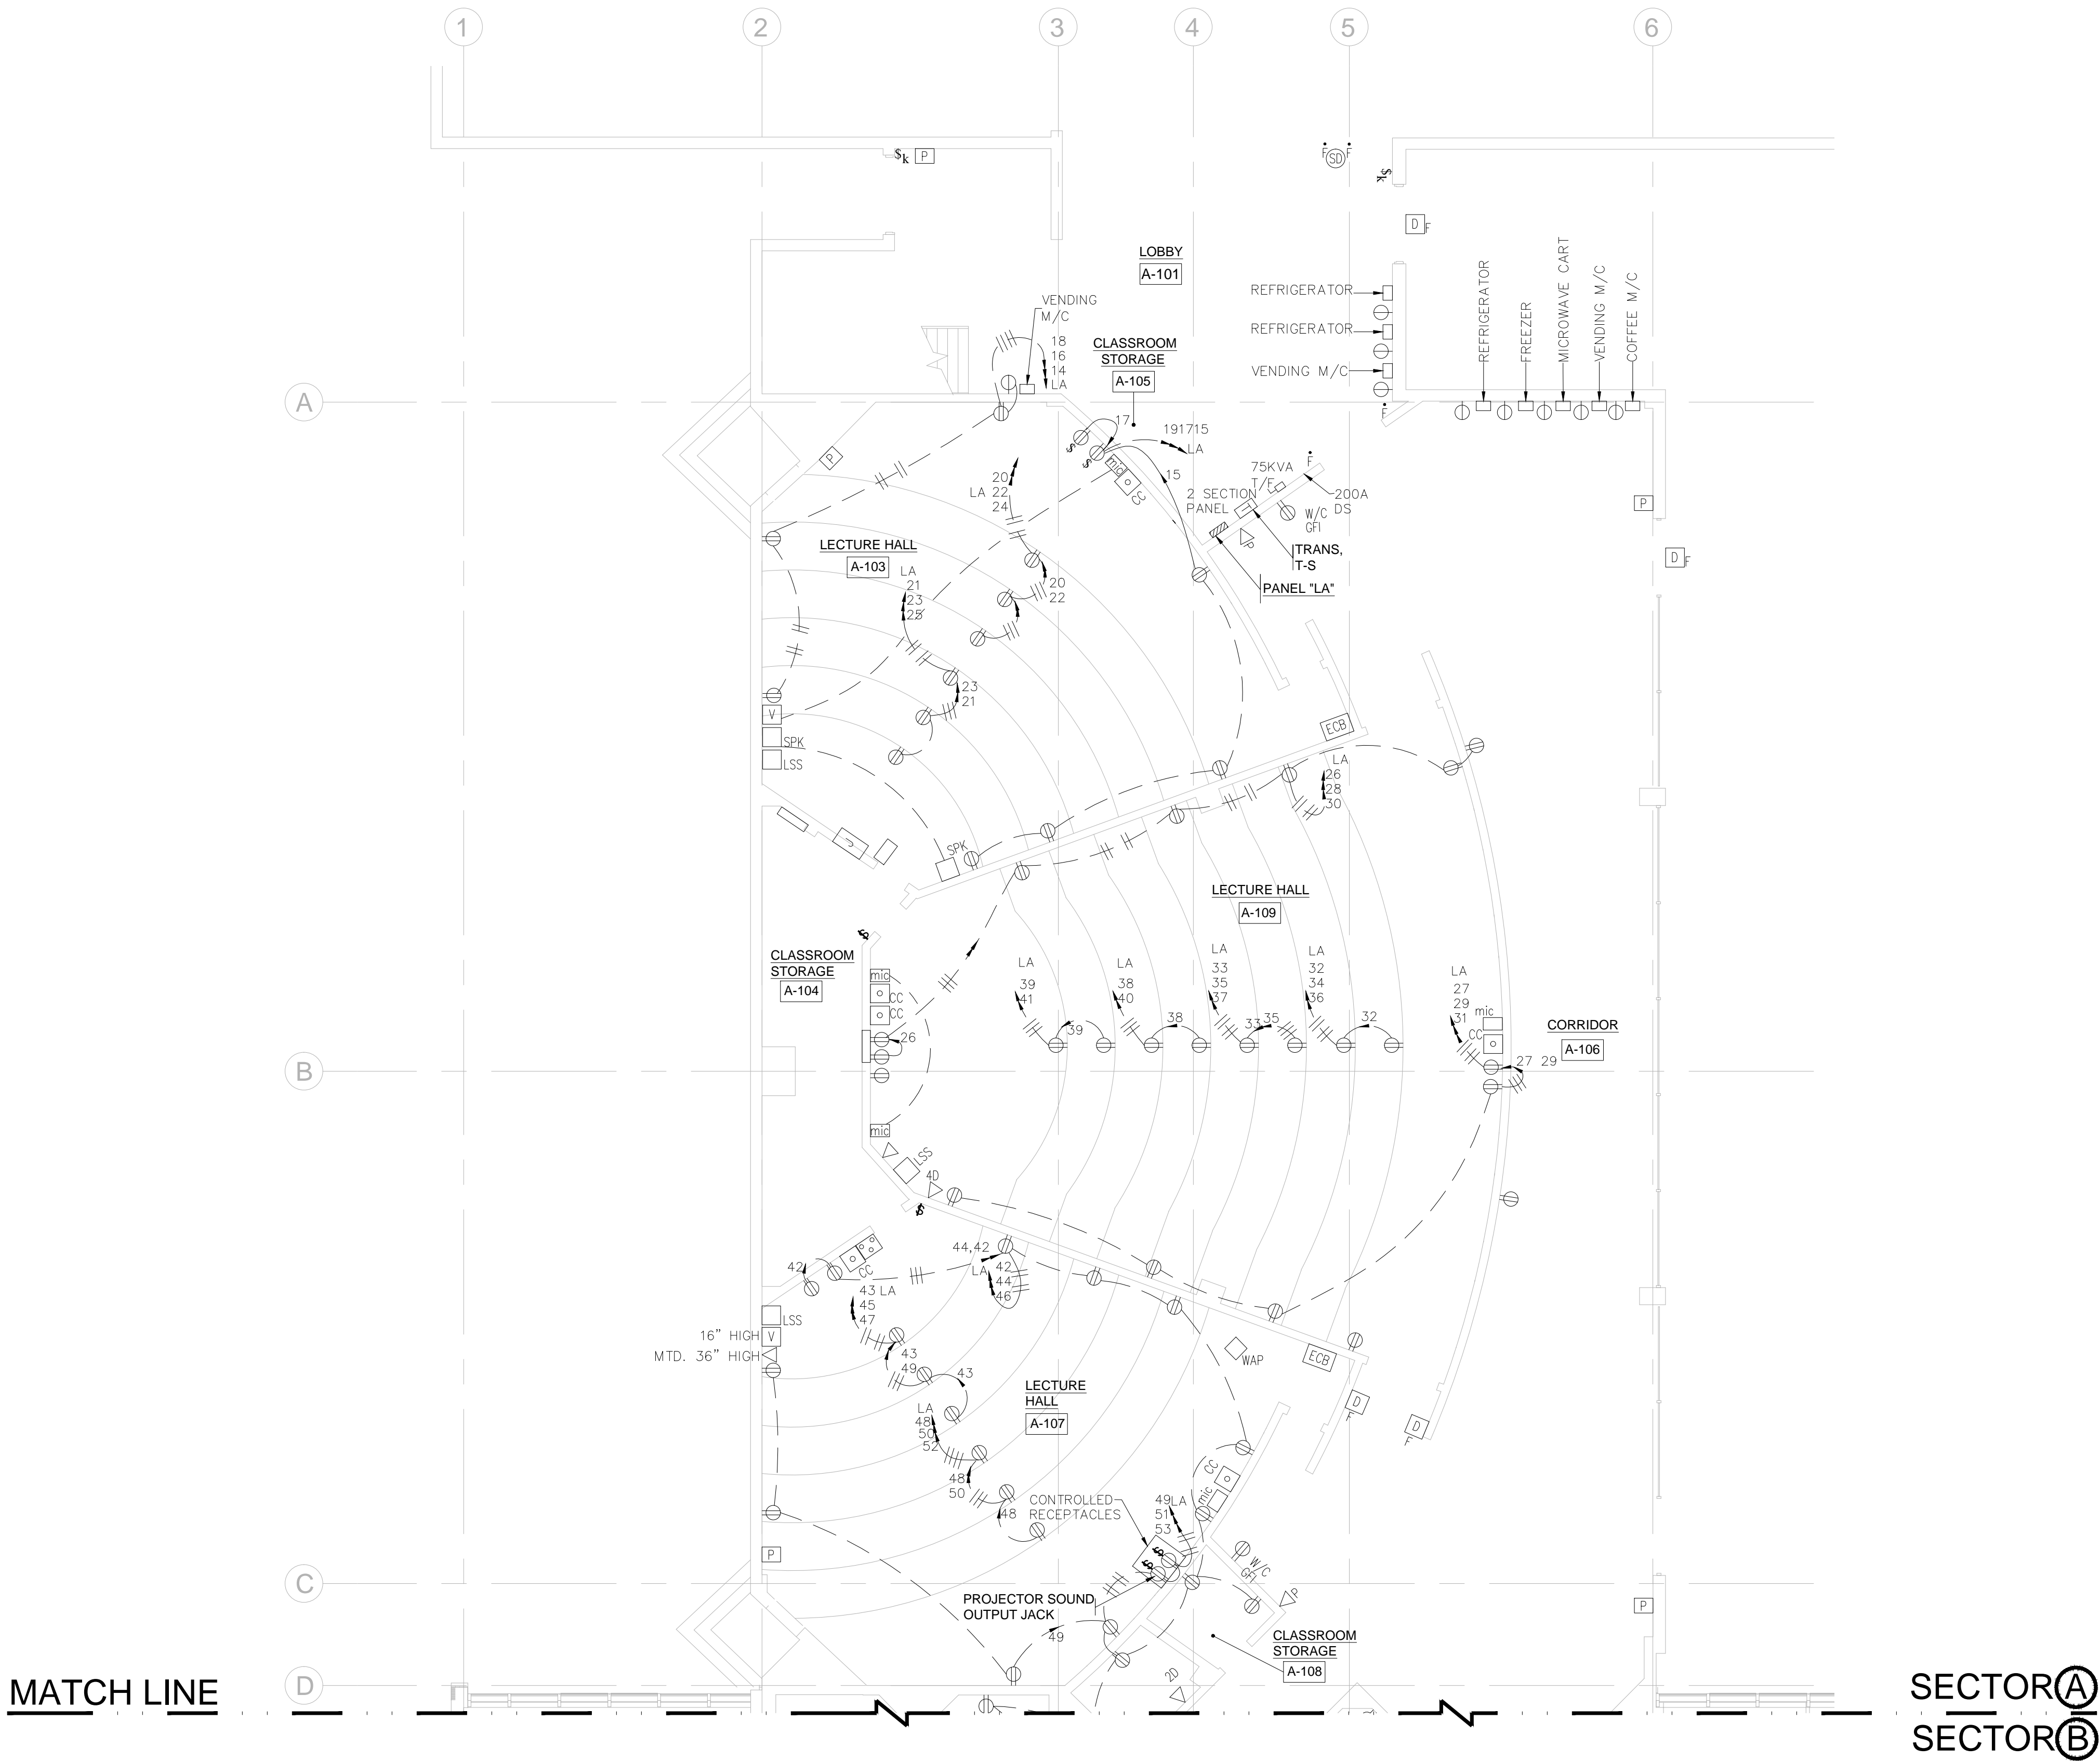 1
2
3
4
5
6
$k
P
F
SD
F
$k
D
F
LOBBY
A-101
VENDING
M/C
18
16
14
LA
CLASSROOM
STORAGE
A-105
REFRIGERATOR
REFRIGERATOR
VENDING M/C
F
REFRIGERATOR
FREEZER
MICROWAVE CART
VENDING M/C
COFFEE M/C
A
P
17
191715
LA
$
$
mic
CC
15
75KVA
T/F
F
2 SECTION
PANEL
200A
DS
W/C
GFI
P
TRANS,
T-S
PANEL "LA"
P
D
F
20
LA 22
24
LECTURE HALL
A-103
LA
21
23
25
20
22
23
21
V
SPK
LSS
SPK
ECB
LA
26
28
30
LECTURE HALL
A-109
$
CLASSROOM
STORAGE
A-104
mic
CC
CC
26
mic
LSS
4D
$
LA
39
41
39
LA
38
40
38
LA
33
35
37
33
35
LA
32
34
36
32
LA
27
29
31
mic
CC
27 29
CORRIDOR
A-106
B
44,42
LA
42
44
46
42
CC
43 LA
45
47
LSS
16” HIGH
V
MTD. 36” HIGH
43
49
43
LECTURE
HALL
A-107
WAP
ECB
D
F
D
F
LA
48
50
52
48
50
48
CONTROLLED
RECEPTACLES
49LA
51
53
CC
mic
$
$
P
W/C
GFI
P
C
PROJECTOR SOUND
OUTPUT JACK
49
P
CLASSROOM
STORAGE
A-108
2D
D
MATCH LINE
SECTOR A
SECTOR B